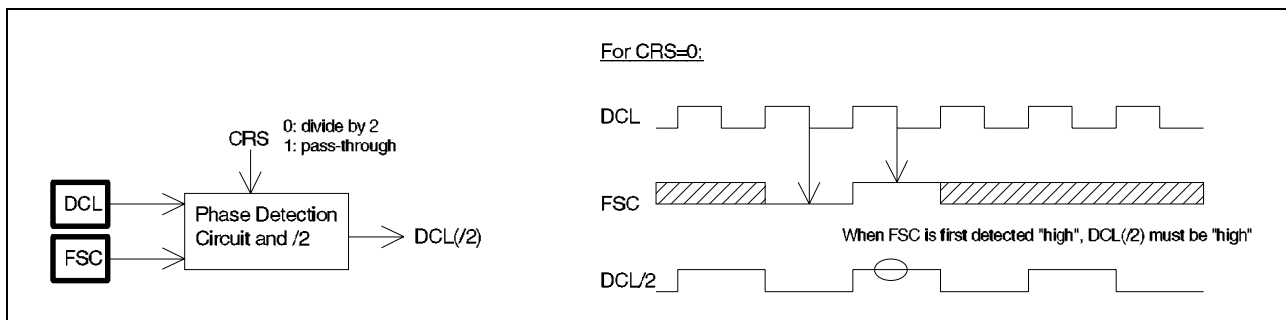 CRS
0: divide by 2
1: pass-through
DCL
FSC
Phase Detection
Circuit and /2
DCL(/2)
For CRS=0:
DCL
FSC
When FSC is first detected "high", DCL(/2) must be "high"
DCL/2